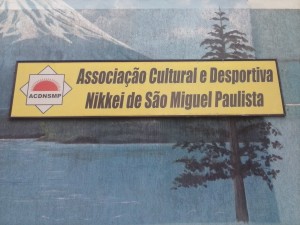 Associação Cultural e Desportiva
Nikkei de São Miguel Paulista
ACDNSMP